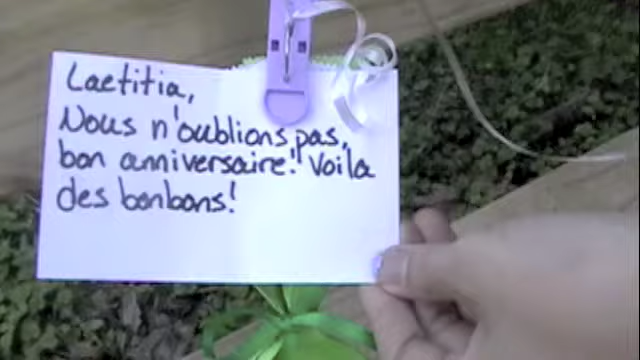 Laetitia,
Nous n'oublions pas,
bon anniversaire! Voila
des bonbons!